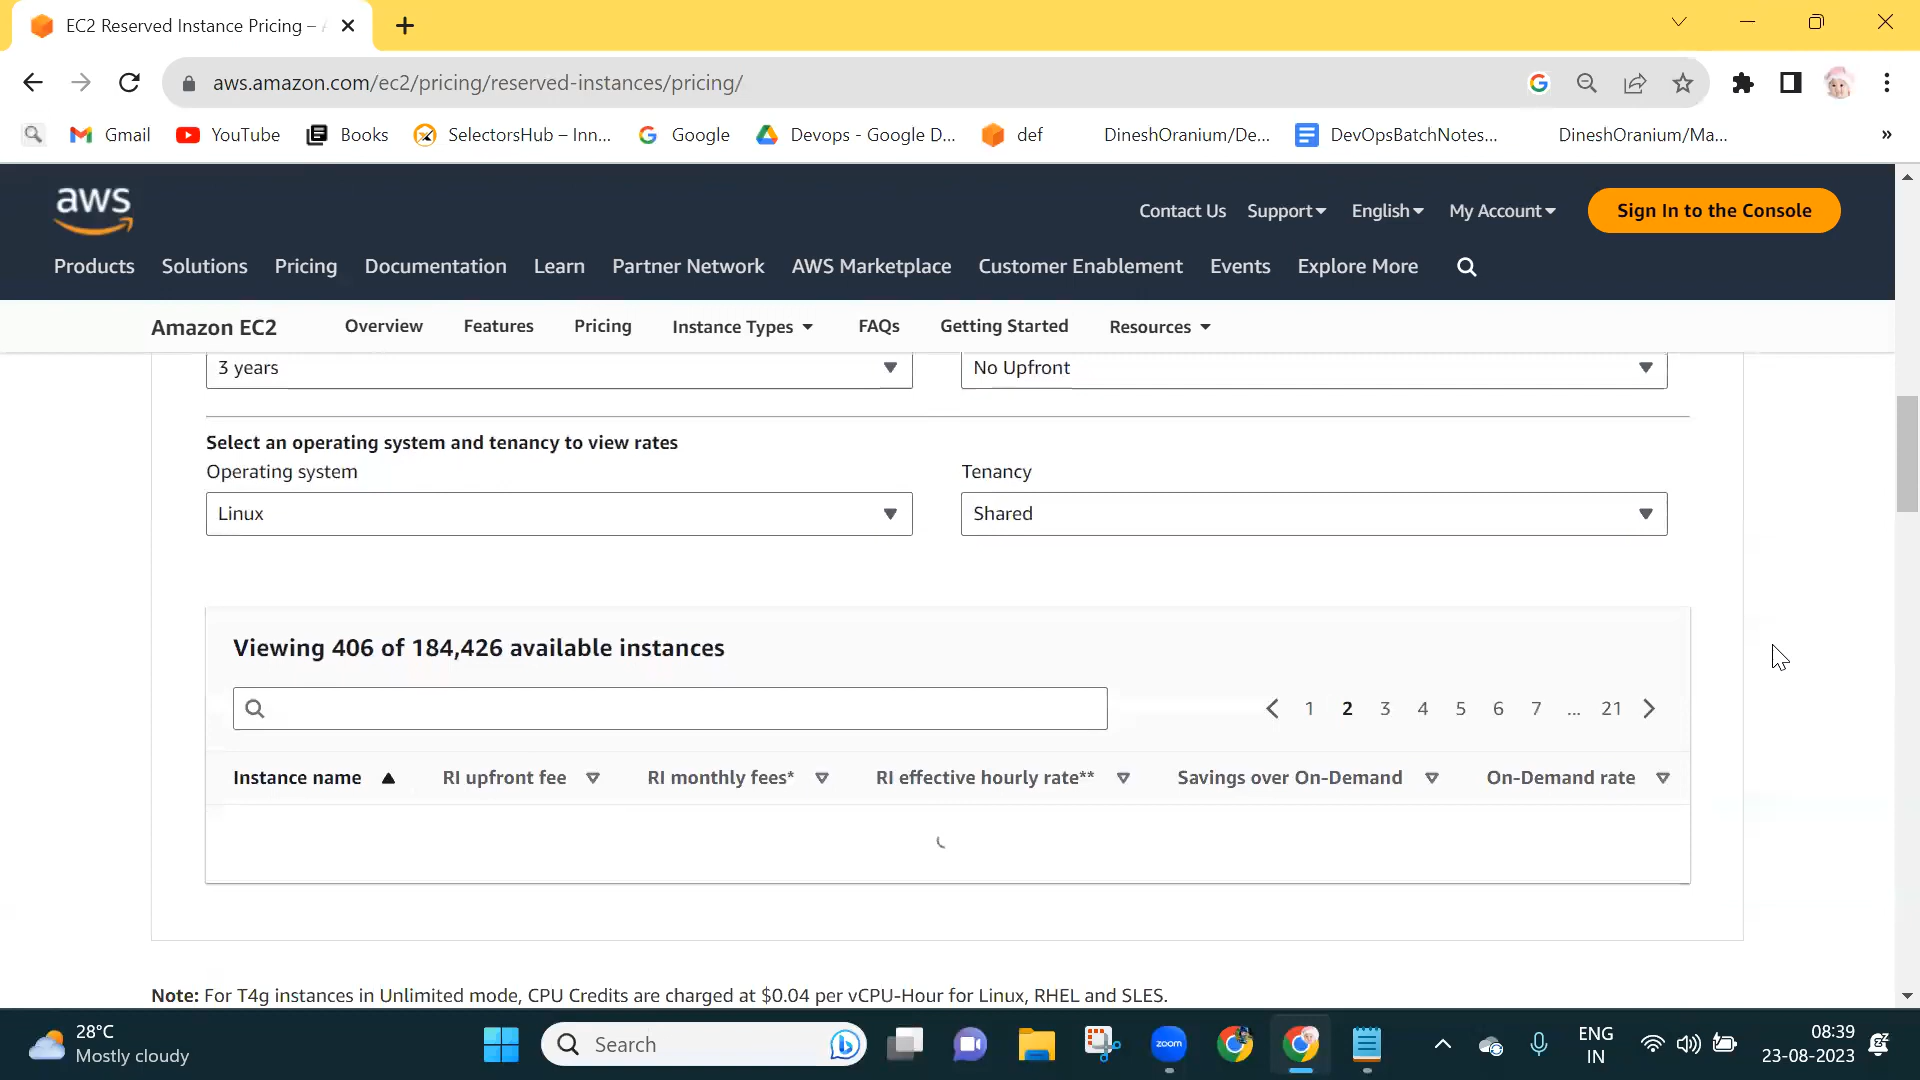 EC2 Reserved Instance Pricing –
aws.amazon.com/ec2/pricing/reserved-instances/pricing/
Gmail YouTube Books SelectorsHub – Inn... Google Devops - Google D... def DineshOranium/De... DevOpsBatchNotes... DineshOranium/Ma... »
aws
Contact Us Support English My Account Sign In to the Console
Products Solutions Pricing Documentation Learn Partner Network AWS Marketplace Customer Enablement Events Explore More
Amazon EC2 Overview Features Pricing Instance Types FAQs Getting Started Resources
3 years No Upfront
Select an operating system and tenancy to view rates
Operating system Tenancy
Linux Shared
Viewing 406 of 184,426 available instances
1 2 3 4 5 6 7 ... 21
Instance name RI upfront fee RI monthly fees* RI effective hourly rate** Savings over On-Demand On-Demand rate
Note: For T4g instances in Unlimited mode, CPU Credits are charged at $0.04 per vCPU-Hour for Linux, RHEL and SLES.
28°C
Mostly cloudy
Search
zoom
ENG
IN
08:39
23-08-2023